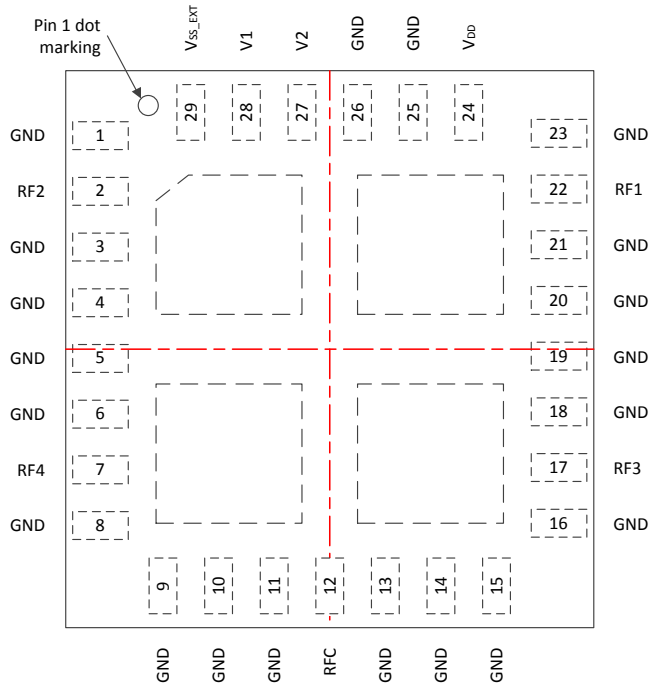 Pin 1 dot
marking
VSS_EXT
V1
V2
GND
GND
VDD
29
28
27
26
25
24
GND
1
23
GND
RF2
2
22
RF1
GND
3
21
GND
GND
4
20
GND
GND
5
19
GND
GND
6
18
GND
RF4
7
17
RF3
GND
8
16
GND
9
10
11
12
13
14
15
GND
GND
GND
RFC
GND
GND
GND